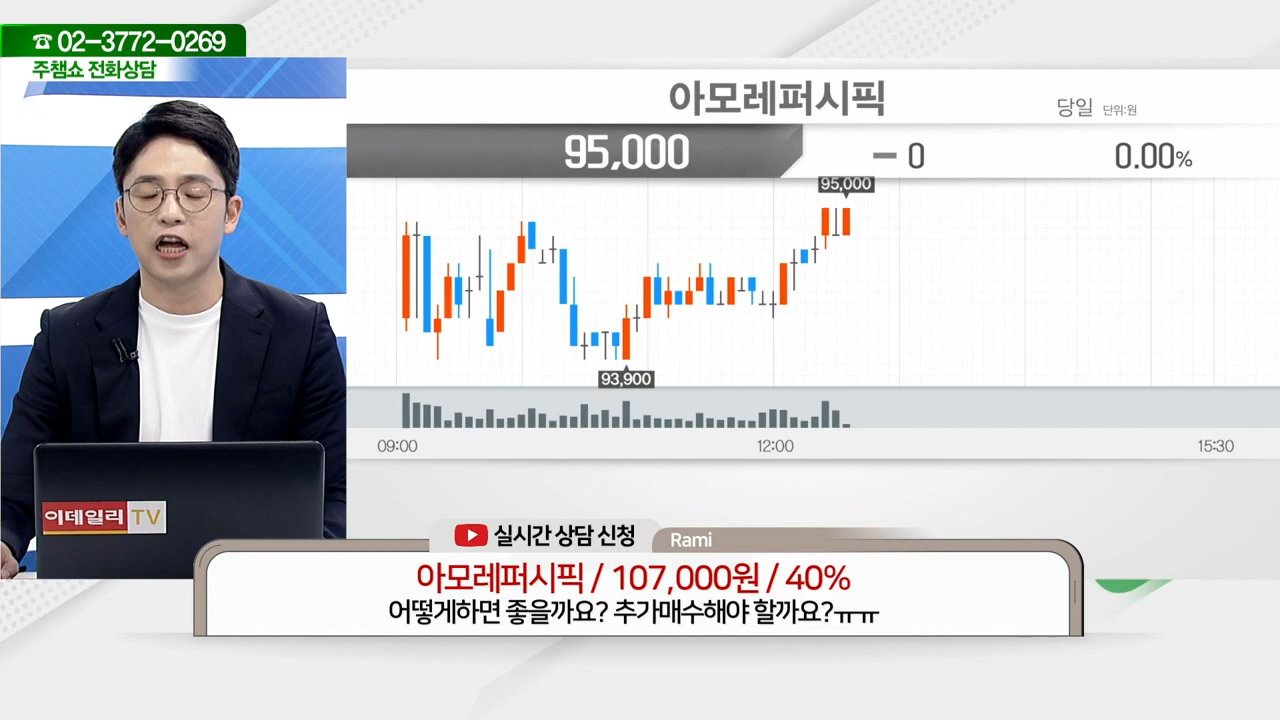 ☎ 02-3772-0269
주챔쇼 전화상담
아모레퍼시픽
당일 단위:원
95,000
0
0.00%
95,000
93,900
09:00
12:00
15:30
이데일리 TV
실시간 상담 신청
Rami
아모레퍼시픽 / 107,000원 / 40%
어떻게하면 좋을까요? 추가매수해야 할까요?ㅠㅠ